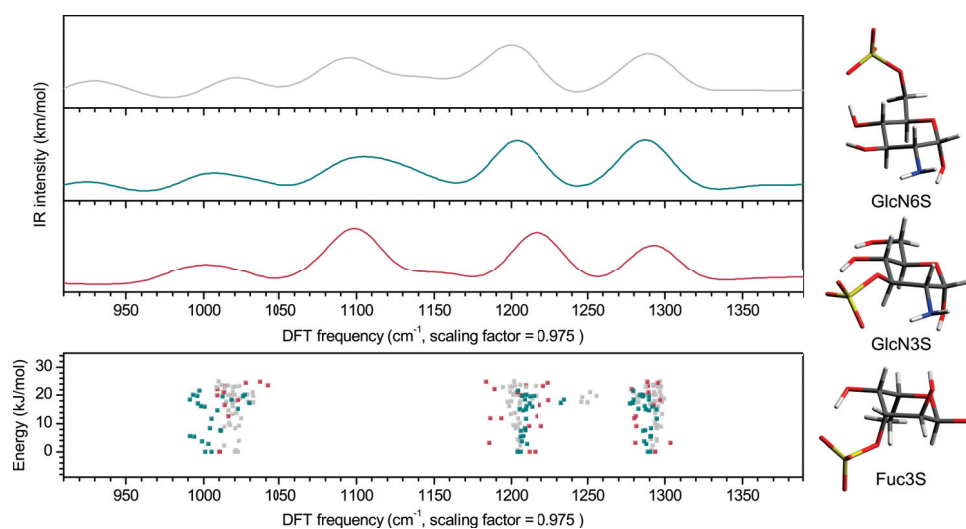 IR intensity (km/mol)
950 1000 1050 1100 1150 1200 1250 1300 1350
DFT frequency (cm⁻¹, scaling factor = 0.975 )
Energy (kJ/mol)
30
20
10
0
950 1000 1050 1100 1150 1200 1250 1300 1350
DFT frequency (cm⁻¹, scaling factor = 0.975 )
GlcN6S
GlcN3S
Fuc3S